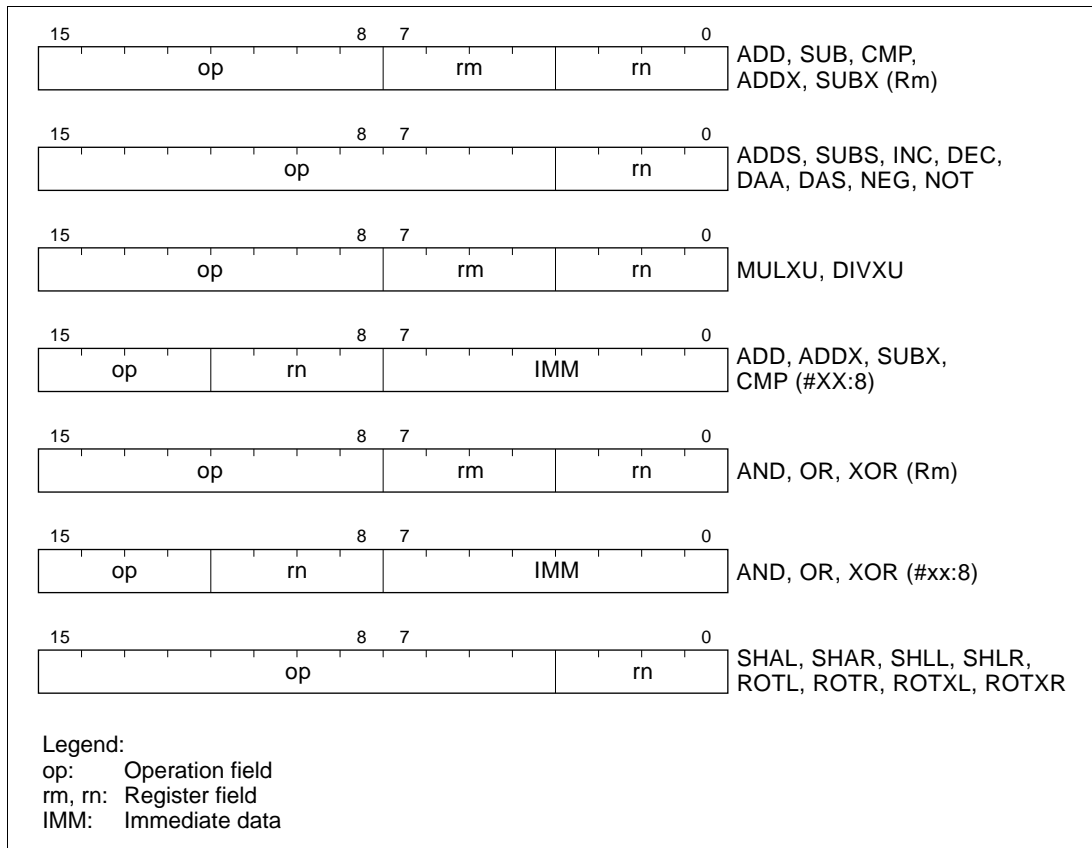 15 8 7 0
op rm rn
ADD, SUB, CMP,
ADDX, SUBX (Rm)
15 8 7 0
op rn
ADDS, SUBS, INC, DEC,
DAA, DAS, NEG, NOT
15 8 7 0
op rm rn
MULXU, DIVXU
15 8 7 0
op rn IMM
ADD, ADDX, SUBX,
CMP (#XX:8)
15 8 7 0
op rm rn
AND, OR, XOR (Rm)
15 8 7 0
op rn IMM
AND, OR, XOR (#xx:8)
15 8 7 0
op rn
SHAL, SHAR, SHLL, SHLR,
ROTL, ROTR, ROTXL, ROTXR
Legend:
op: Operation field
rm, rn: Register field
IMM: Immediate data